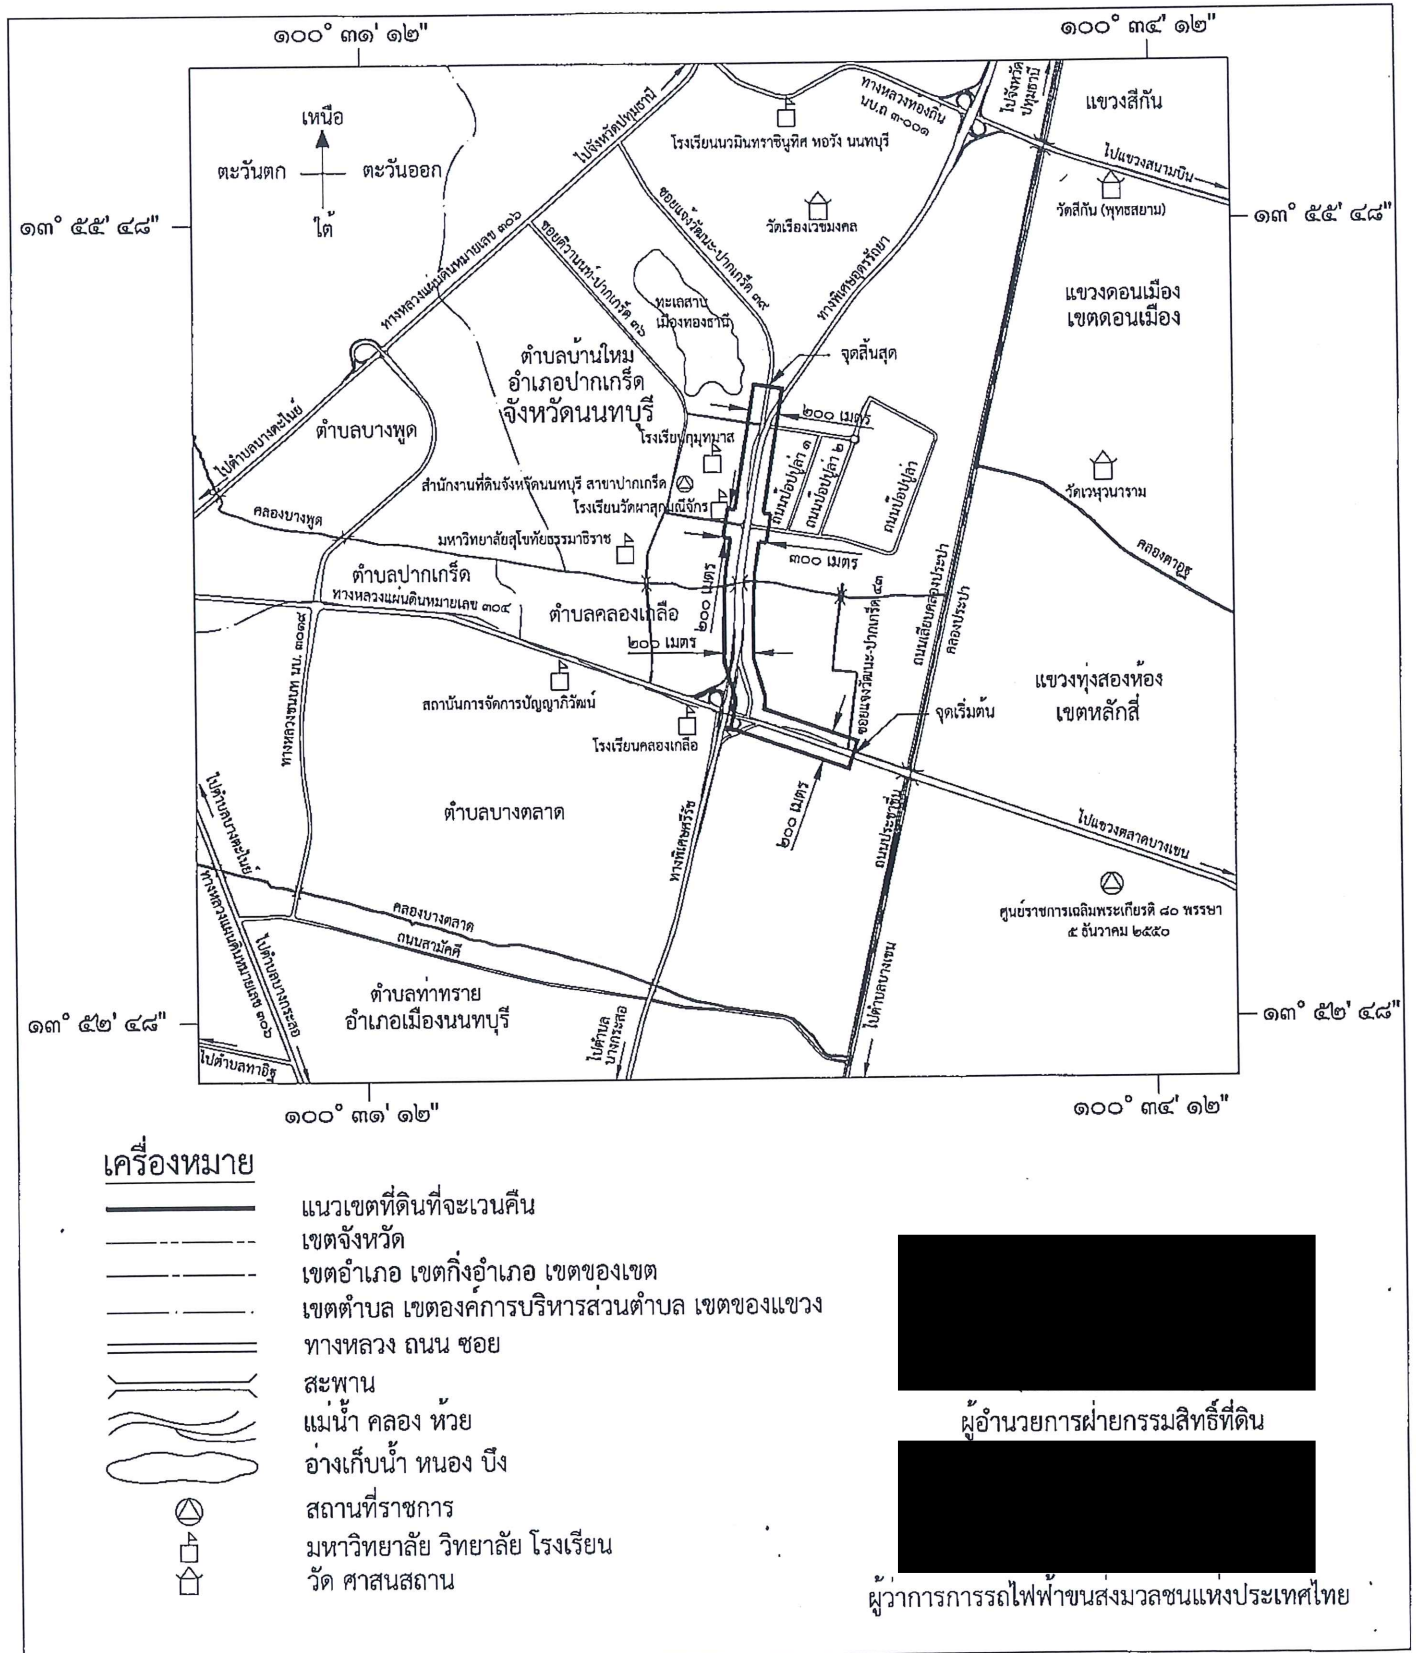 ๑๐๐° ๓๑' ๑๒"
๑๐๐° ๓๔' ๑๒"
เหนือ
ตะวันตก
ตะวันออก
ใต้
๑๓° ๕๕' ๔๘"
๑๓° ๕๕' ๔๘"
ไปจังหวัดปทุมธานี
ทางหลวงท้องถิ่น
นบ.ถ ๓-๐๐๑
ไปจังหวัด
ปทุมธานี
แขวงสีกัน
โรงเรียนนวมินทราชินูทิศ หอวัง นนทบุรี
ไปแขวงสนามบิน
วัดสีกัน (พุทธสยาม)
วัดเรืองเวชมงคล
ซอยแจ้งวัฒนะ-ปากเกร็ด ๓๙
ทางหลวงแผ่นดินหมายเลข ๓๐๖
ซอยติวานนท์-ปากเกร็ด ๓๖
ทางพิเศษอุดรรัถยา
ทะเลสาบ
เมืองทองธานี
แขวงดอนเมือง
เขตดอนเมือง
จุดสิ้นสุด
ตำบลบ้านใหม่
อำเภอปากเกร็ด
จังหวัดนนทบุรี
๒๐๐ เมตร
ไปตำบลบางตะไนย์
ตำบลบางพูด
โรงเรียนกุมุทมาส
สำนักงานที่ดินจังหวัดนนทบุรี สาขาปากเกร็ด
โรงเรียนวัดผาสุกมณีจักร
ถนนป๊อปปูล่า ๑
ถนนป๊อปปูล่า ๒
ถนนป๊อปปูล่า
วัดเวฬุวนาราม
คลองบางพูด
มหาวิทยาลัยสุโขทัยธรรมาธิราช
๓๐๐ เมตร
คลองตาอูฐ
ตำบลปากเกร็ด
ทางหลวงแผ่นดินหมายเลข ๓๐๔
ตำบลคลองเกลือ
๒๐๐ เมตร
๒๐๐ เมตร
ซอยแจ้งวัฒนะ-ปากเกร็ด ๔๓
ถนนเลียบคลองประปา
คลองประปา
ทางหลวงชนบท นบ. ๓๐๑๙
สถาบันการจัดการปัญญาภิวัฒน์
โรงเรียนคลองเกลือ
แขวงทุ่งสองห้อง
เขตหลักสี่
จุดเริ่มต้น
ไปตำบลบางตะไนย์
ตำบลบางตลาด
ทางพิเศษศรีรัช
๒๐๐ เมตร
ถนนประชาชื่น
ไปแขวงตลาดบางเขน
ทางหลวงแผ่นดินหมายเลข ๓๐๖
ศูนย์ราชการเฉลิมพระเกียรติ ๘๐ พรรษา
๕ ธันวาคม ๒๕๕๐
คลองบางตลาด
ถนนสามัคคี
ไปตำบลบางกระสอ
ตำบลท่าทราย
อำเภอเมืองนนทบุรี
ไปตำบล
บางกระสอ
ไปตำบลบางเขน
ไปตำบลท่าอิฐ
๑๓° ๕๒' ๔๘"
๑๓° ๕๒' ๔๘"
๑๐๐° ๓๑' ๑๒"
๑๐๐° ๓๔' ๑๒"
เครื่องหมาย
แนวเขตที่ดินที่จะเวนคืน
เขตจังหวัด
เขตอำเภอ เขตกิ่งอำเภอ เขตของเขต
เขตตำบล เขตองค์การบริหารส่วนตำบล เขตของแขวง
ทางหลวง ถนน ซอย
สะพาน
แม่น้ำ คลอง ห้วย
อ่างเก็บน้ำ หนอง บึง
สถานที่ราชการ
มหาวิทยาลัย วิทยาลัย โรงเรียน
วัด ศาสนสถาน
ผู้อำนวยการฝ่ายกรรมสิทธิ์ที่ดิน
ผู้ว่าการการรถไฟฟ้าขนส่งมวลชนแห่งประเทศไทย